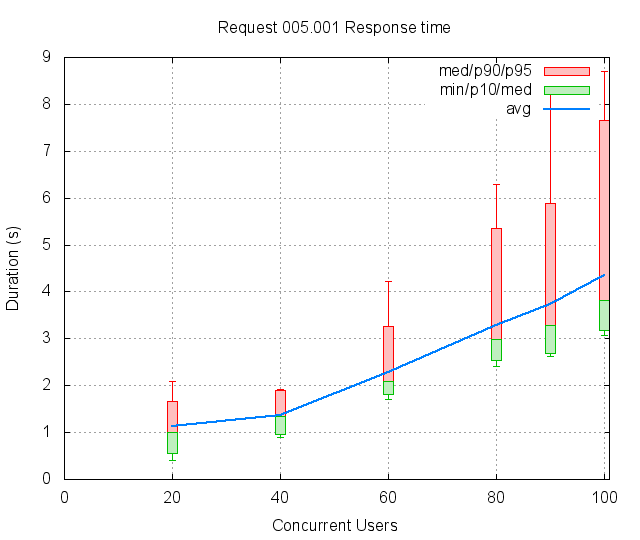 Request 005.001 Response time
9
8
7
6
5
4
3
2
1
0
Duration (s)
med/p90/p95
min/p10/med
avg
0 20 40 60 80 100
Concurrent Users